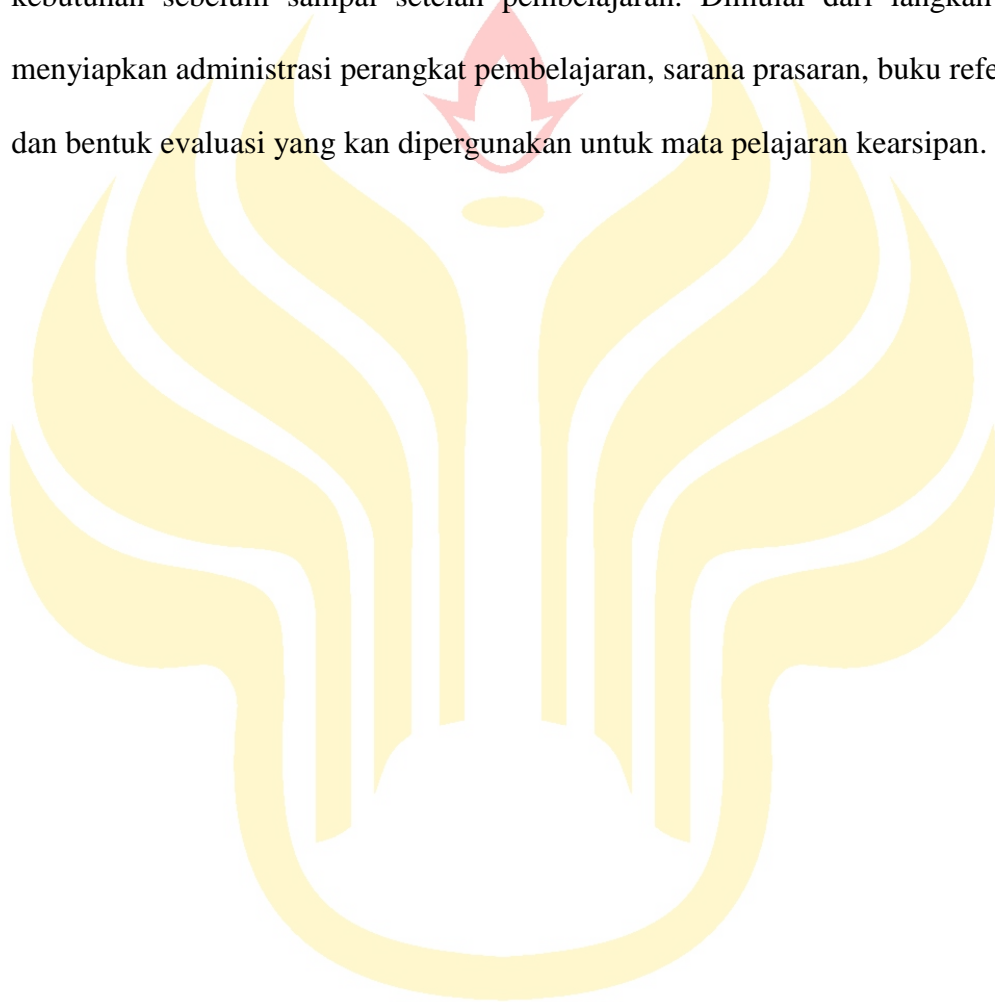 kebutuhan sebelum sampai setelah pembelajaran. Dimulai dari langkah
menyiapkan administrasi perangkat pembelajaran, sarana prasaran, buku refe
dan bentuk evaluasi yang kan dipergunakan untuk mata pelajaran kearsipan.